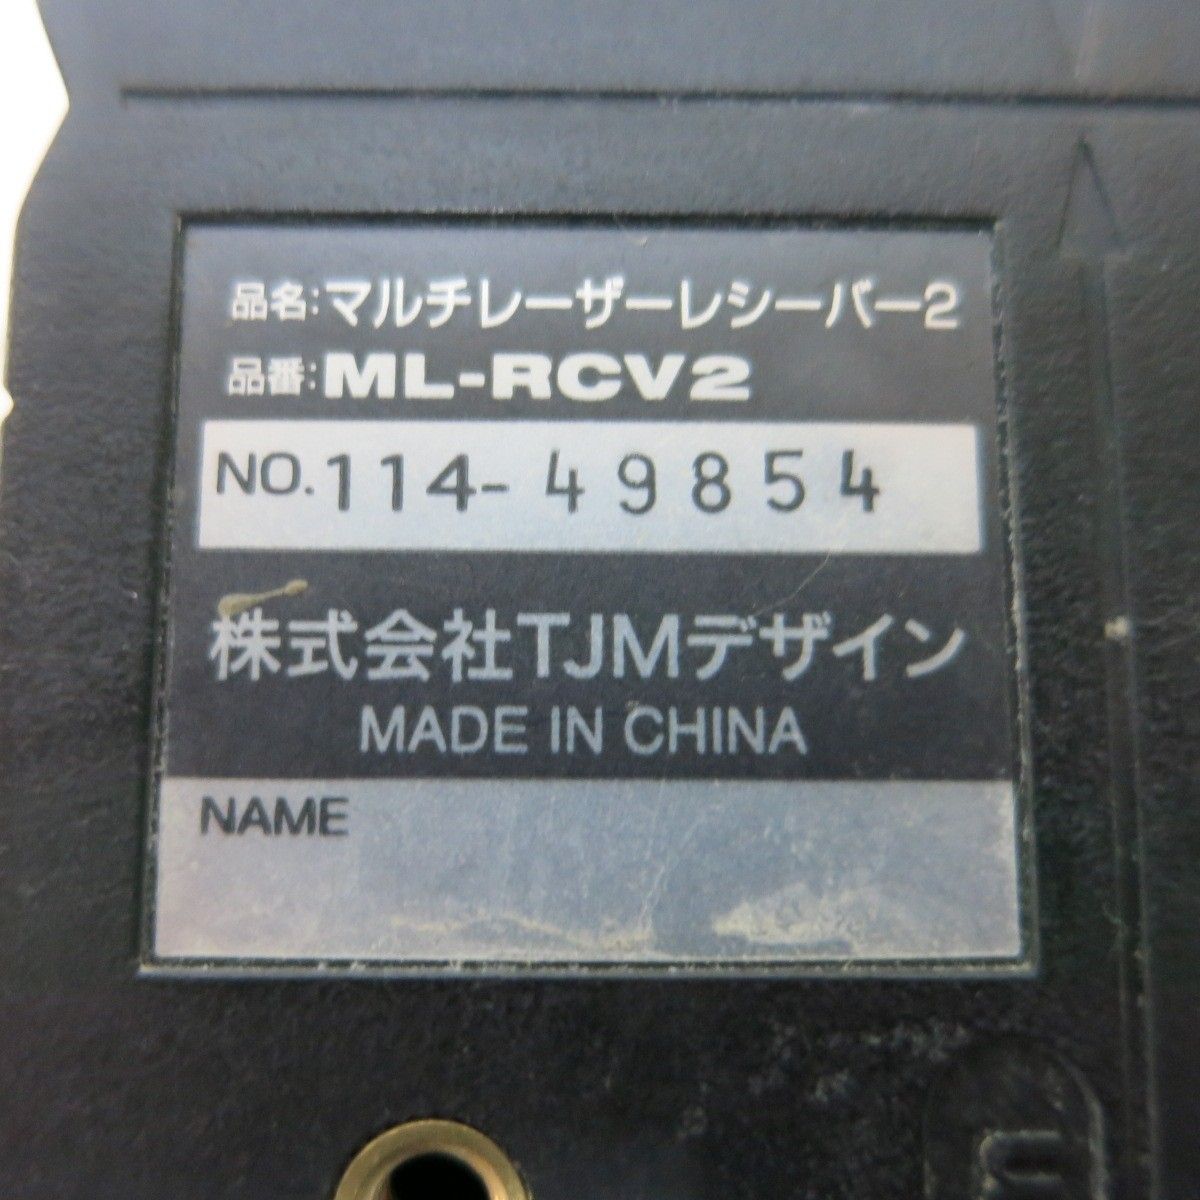 品名:マルチレーザーレシーバー2
品番:ML-RCV2
NO.114-49854
株式会社TJMデザイン
MADE IN CHINA
NAME